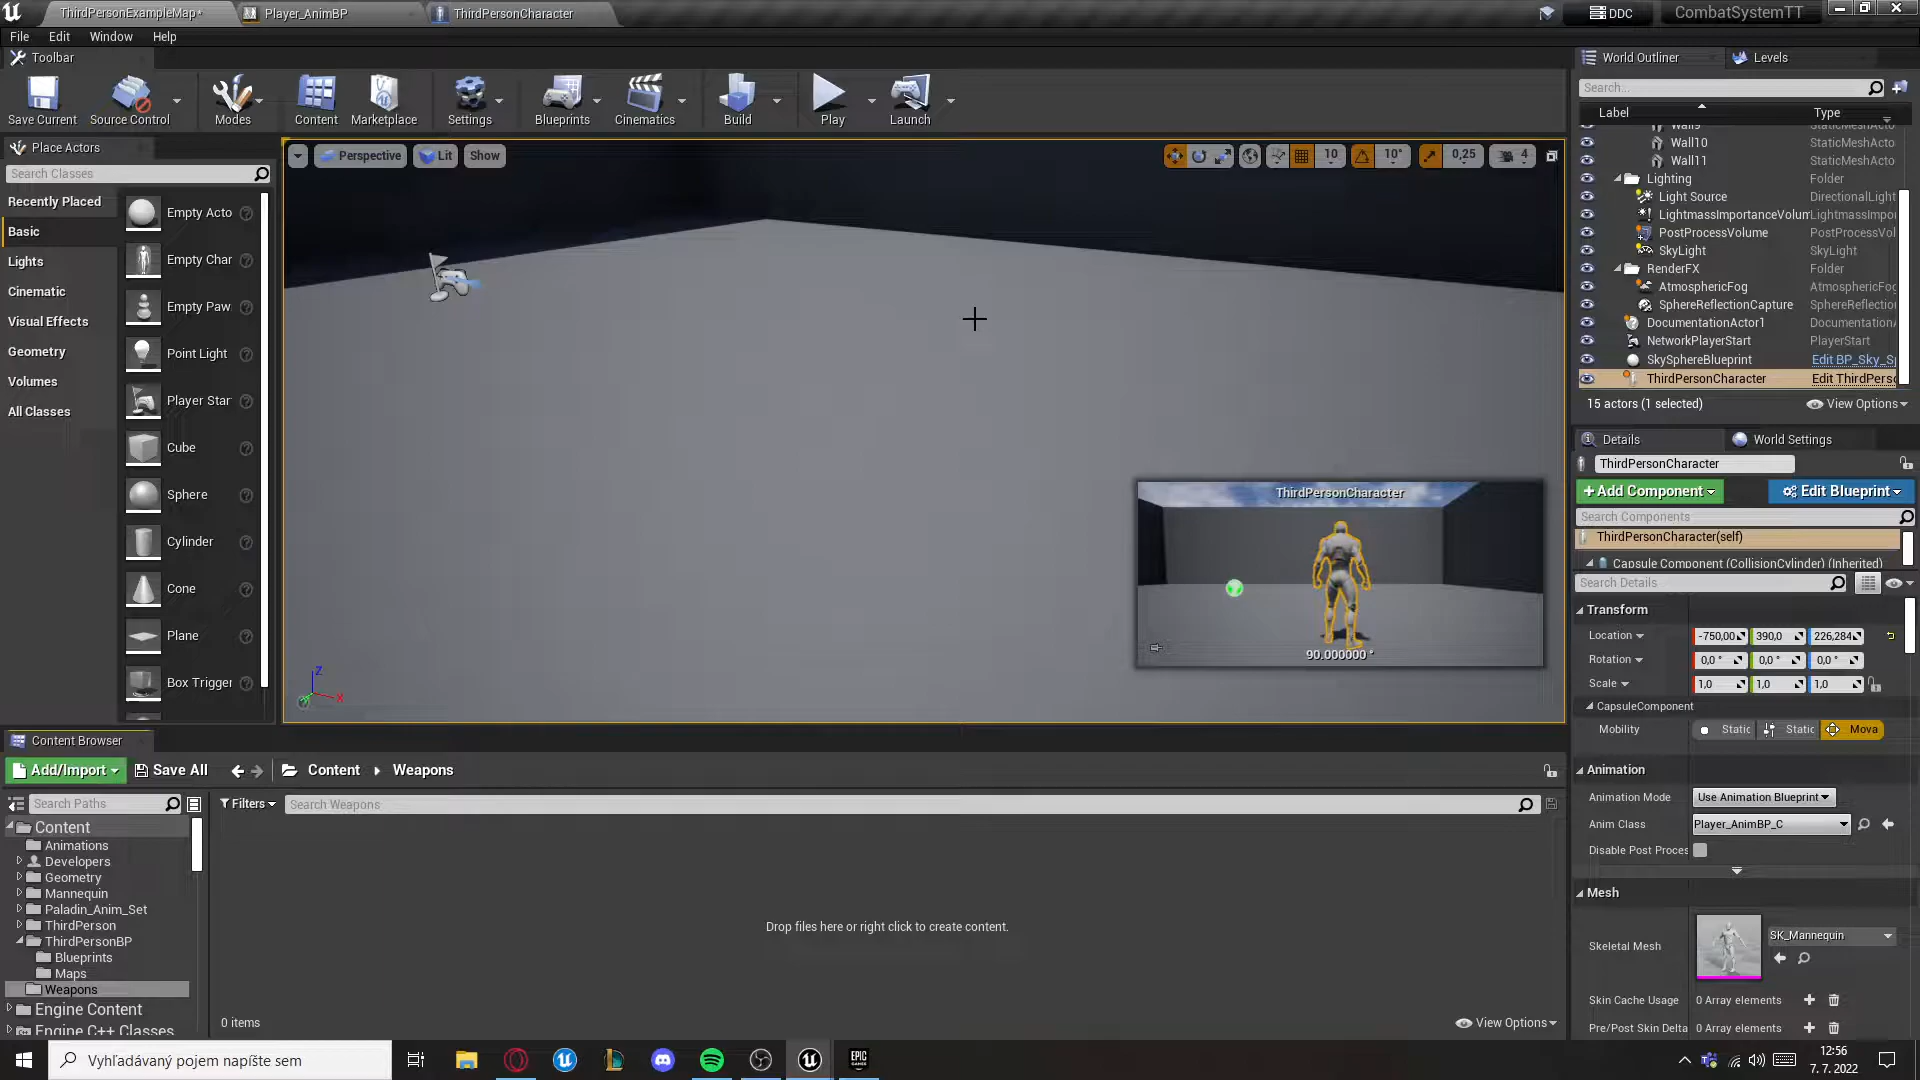 ThirdPersonExampleMap*
Player_AnimBP
ThirdPersonCharacter
DDC
CombatSystemTT
File
Edit
Window
Help
Toolbar
Save Current
Source Control
Modes
Content
Marketplace
Settings
Blueprints
Cinematics
Build
Play
Launch
Place Actors
Search Classes
Recently Placed
Basic
Lights
Cinematic
Visual Effects
Geometry
Volumes
All Classes
Empty Acto
Empty Char
Empty Paw
Point Light
Player Star
Cube
Sphere
Cylinder
Cone
Plane
Box Trigger
Perspective
Lit
Show
10
10°
0,25
4
ThirdPersonCharacter
90.000000 °
Z
X
World Outliner
Levels
Search...
Label
Type
Wall9
StaticMeshActo
Wall10
StaticMeshActo
Wall11
StaticMeshActo
Lighting
Folder
Light Source
DirectionalLight
LightmassImportanceVolum
LightmassImpor
PostProcessVolume
PostProcessVol
SkyLight
SkyLight
RenderFX
Folder
AtmosphericFog
AtmosphericFog
SphereReflectionCapture
SphereReflectio
DocumentationActor1
Documentation
NetworkPlayerStart
PlayerStart
SkySphereBlueprint
Edit BP_Sky_Sp
ThirdPersonCharacter
Edit ThirdPerso
15 actors (1 selected)
View Options
Details
World Settings
ThirdPersonCharacter
+Add Component
Edit Blueprint
Search Components
ThirdPersonCharacter(self)
Capsule Component (CollisionCylinder) (Inherited)
Search Details
Transform
Location
-750,00
390,0
226,284
Rotation
0,0 °
0,0 °
0,0 °
Scale
1,0
1,0
1,0
CapsuleComponent
Mobility
Static
Static
Mova
Animation
Animation Mode
Use Animation Blueprint
Anim Class
Player_AnimBP_C
Disable Post Proces
Mesh
Skeletal Mesh
SK_Mannequin
Skin Cache Usage
0 Array elements
Pre/Post Skin Delta
0 Array elements
Content Browser
Add/Import
Save All
Content
Weapons
Search Paths
Filters
Search Weapons
Content
Animations
Developers
Geometry
Mannequin
Paladin_Anim_Set
ThirdPerson
ThirdPersonBP
Blueprints
Maps
Weapons
Engine Content
Engine C++ Classes
Drop files here or right click to create content.
0 items
View Options
Vyhľadávaný pojem napíšte sem
EPIC
GAMES
12:56
7. 7. 2022